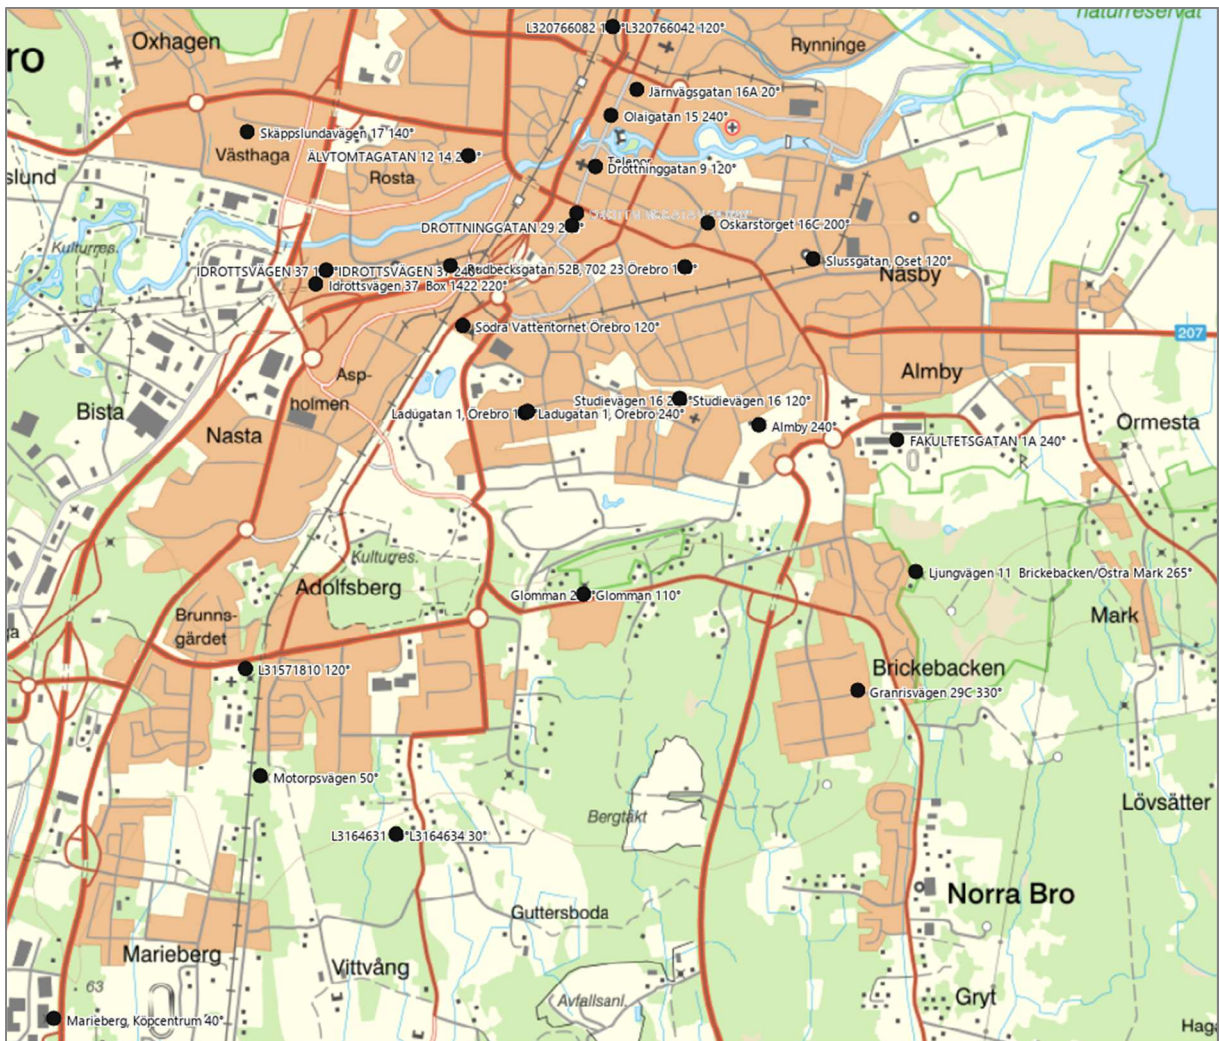 naturreservat
L320766082
L320766042 120°
Oxhagen
Rynninge
ro
Järnvägsgatan 16A 20°
Olaigatan 15 240°
Skäppslundavägen 17 140°
Västhaga
ÄLVTOMTAGATAN 12 14
Telenor
Drottninggatan 9 120°
slund
Rosta
Oskarstorget 16C 200°
DROTTNINGGATAN 29
Kulturres.
Slussgatan, Öset 120°
IDROTTSVÄGEN 37
IDROTTSVÄGEN 37 240°
Rudbecksgatan 52B, 702 23 Örebro
Näsby
Idrottsvägen 37 Box 1422 220°
Södra Vattentornet Örebro 120°
207
Asp-
holmen
Almby
Studievägen 16
Studievägen 16 120°
Bista
Ladugatan 1, Örebro
Ladugatan 1, Örebro 240°
Almby 240°
Ormesta
Nasta
FAKULTETSGATAN 1A 240°
Kulturres.
Ljungvägen 11 Brickebacken/Östra Mark 265°
Adolfsberg
Glomman
Glomman 110°
Brunns-
gärdet
Mark
L31571810 120°
Brickebacken
Granrisvägen 29C 330°
Motorpsvägen 50°
Lövsätter
Bergtäkt
L3164631
L3164634 30°
Norra Bro
Guttersboda
Marieberg
Vittvång
63
Avfallsanl.
Gryt
Marieberg, Köpcentrum 40°